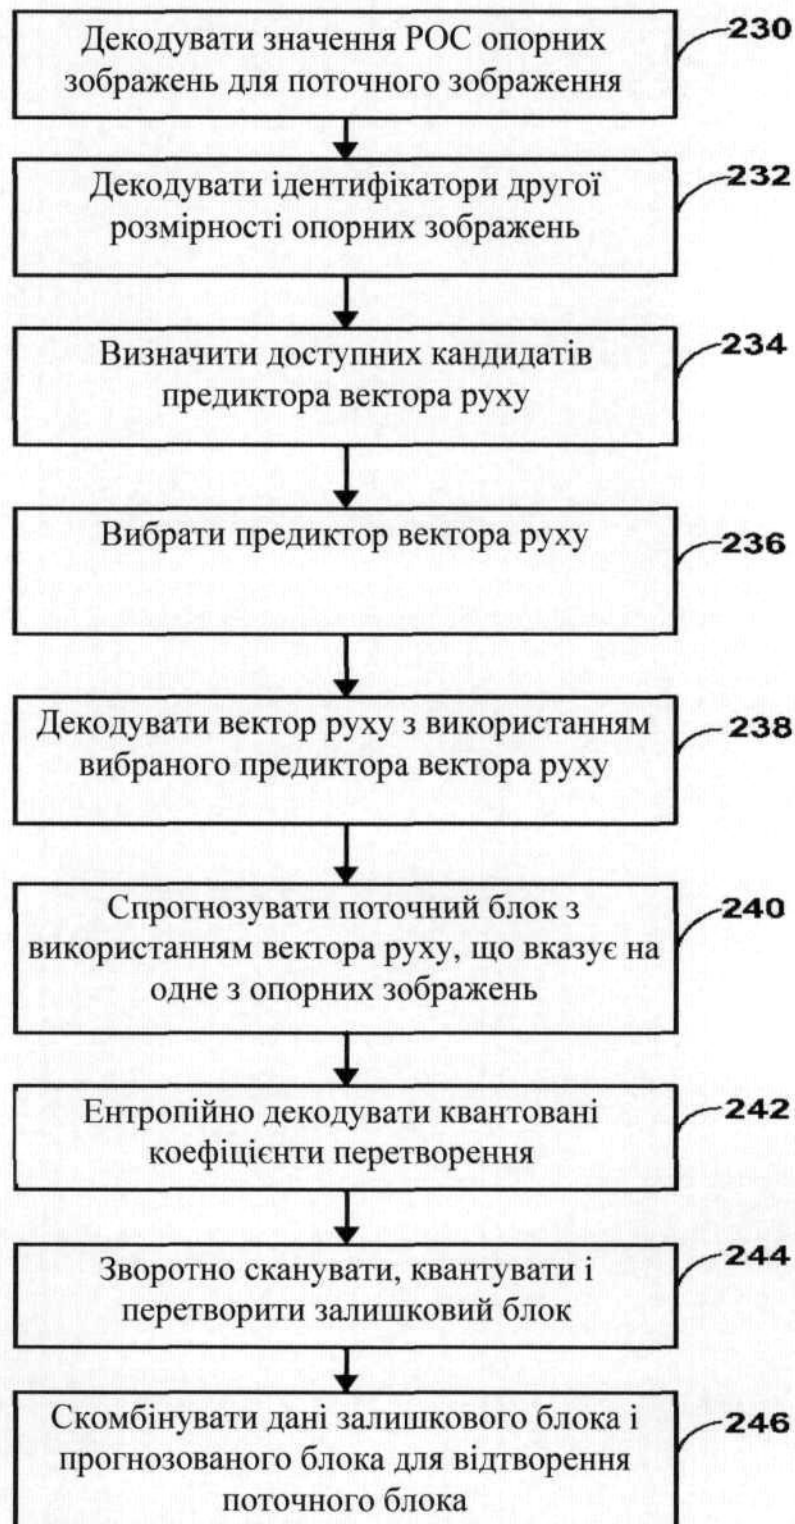 Декодувати значення POC опорних
зображень для поточного зображення
230
Декодувати ідентифікатори другої
розмірності опорних зображень
232
Визначити доступних кандидатів
предиктора вектора руху
234
Вибрати предиктор вектора руху
236
Декодувати вектор руху з використанням
вибраного предиктора вектора руху
238
Спрогнозувати поточний блок з
використанням вектора руху, що вказує на
одне з опорних зображень
240
Ентропійно декодувати квантовані
коефіцієнти перетворення
242
Зворотно сканувати, квантувати і
перетворити залишковий блок
244
Скомбінувати дані залишкового блока і
прогнозованого блока для відтворення
поточного блока
246